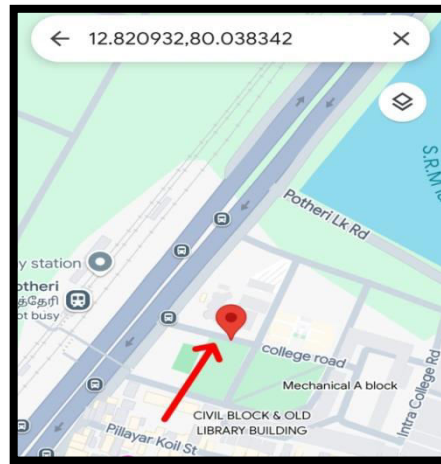 12.820932,80.038342
S.R.M
Potheri Lk Rd
y station
otheri
த்தேரி
ot busy
college road
Mechanical A block
Intra College Rd
CIVIL BLOCK & OLD
LIBRARY BUILDING
Pillayar Koil St